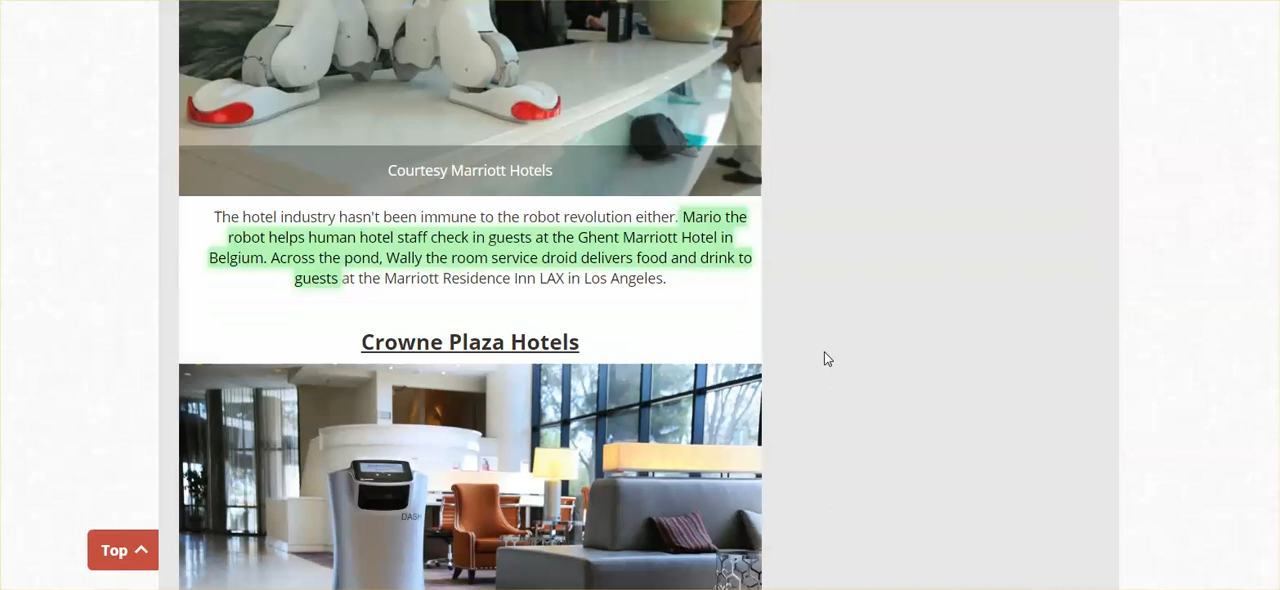 Courtesy Marriott Hotels
The hotel industry hasn't been immune to the robot revolution either. Mario the
robot helps human hotel staff check in guests at the Ghent Marriott Hotel in
Belgium. Across the pond, Wally the room service droid delivers food and drink to
guests at the Marriott Residence Inn LAX in Los Angeles.
Crowne Plaza Hotels
DASH
Top